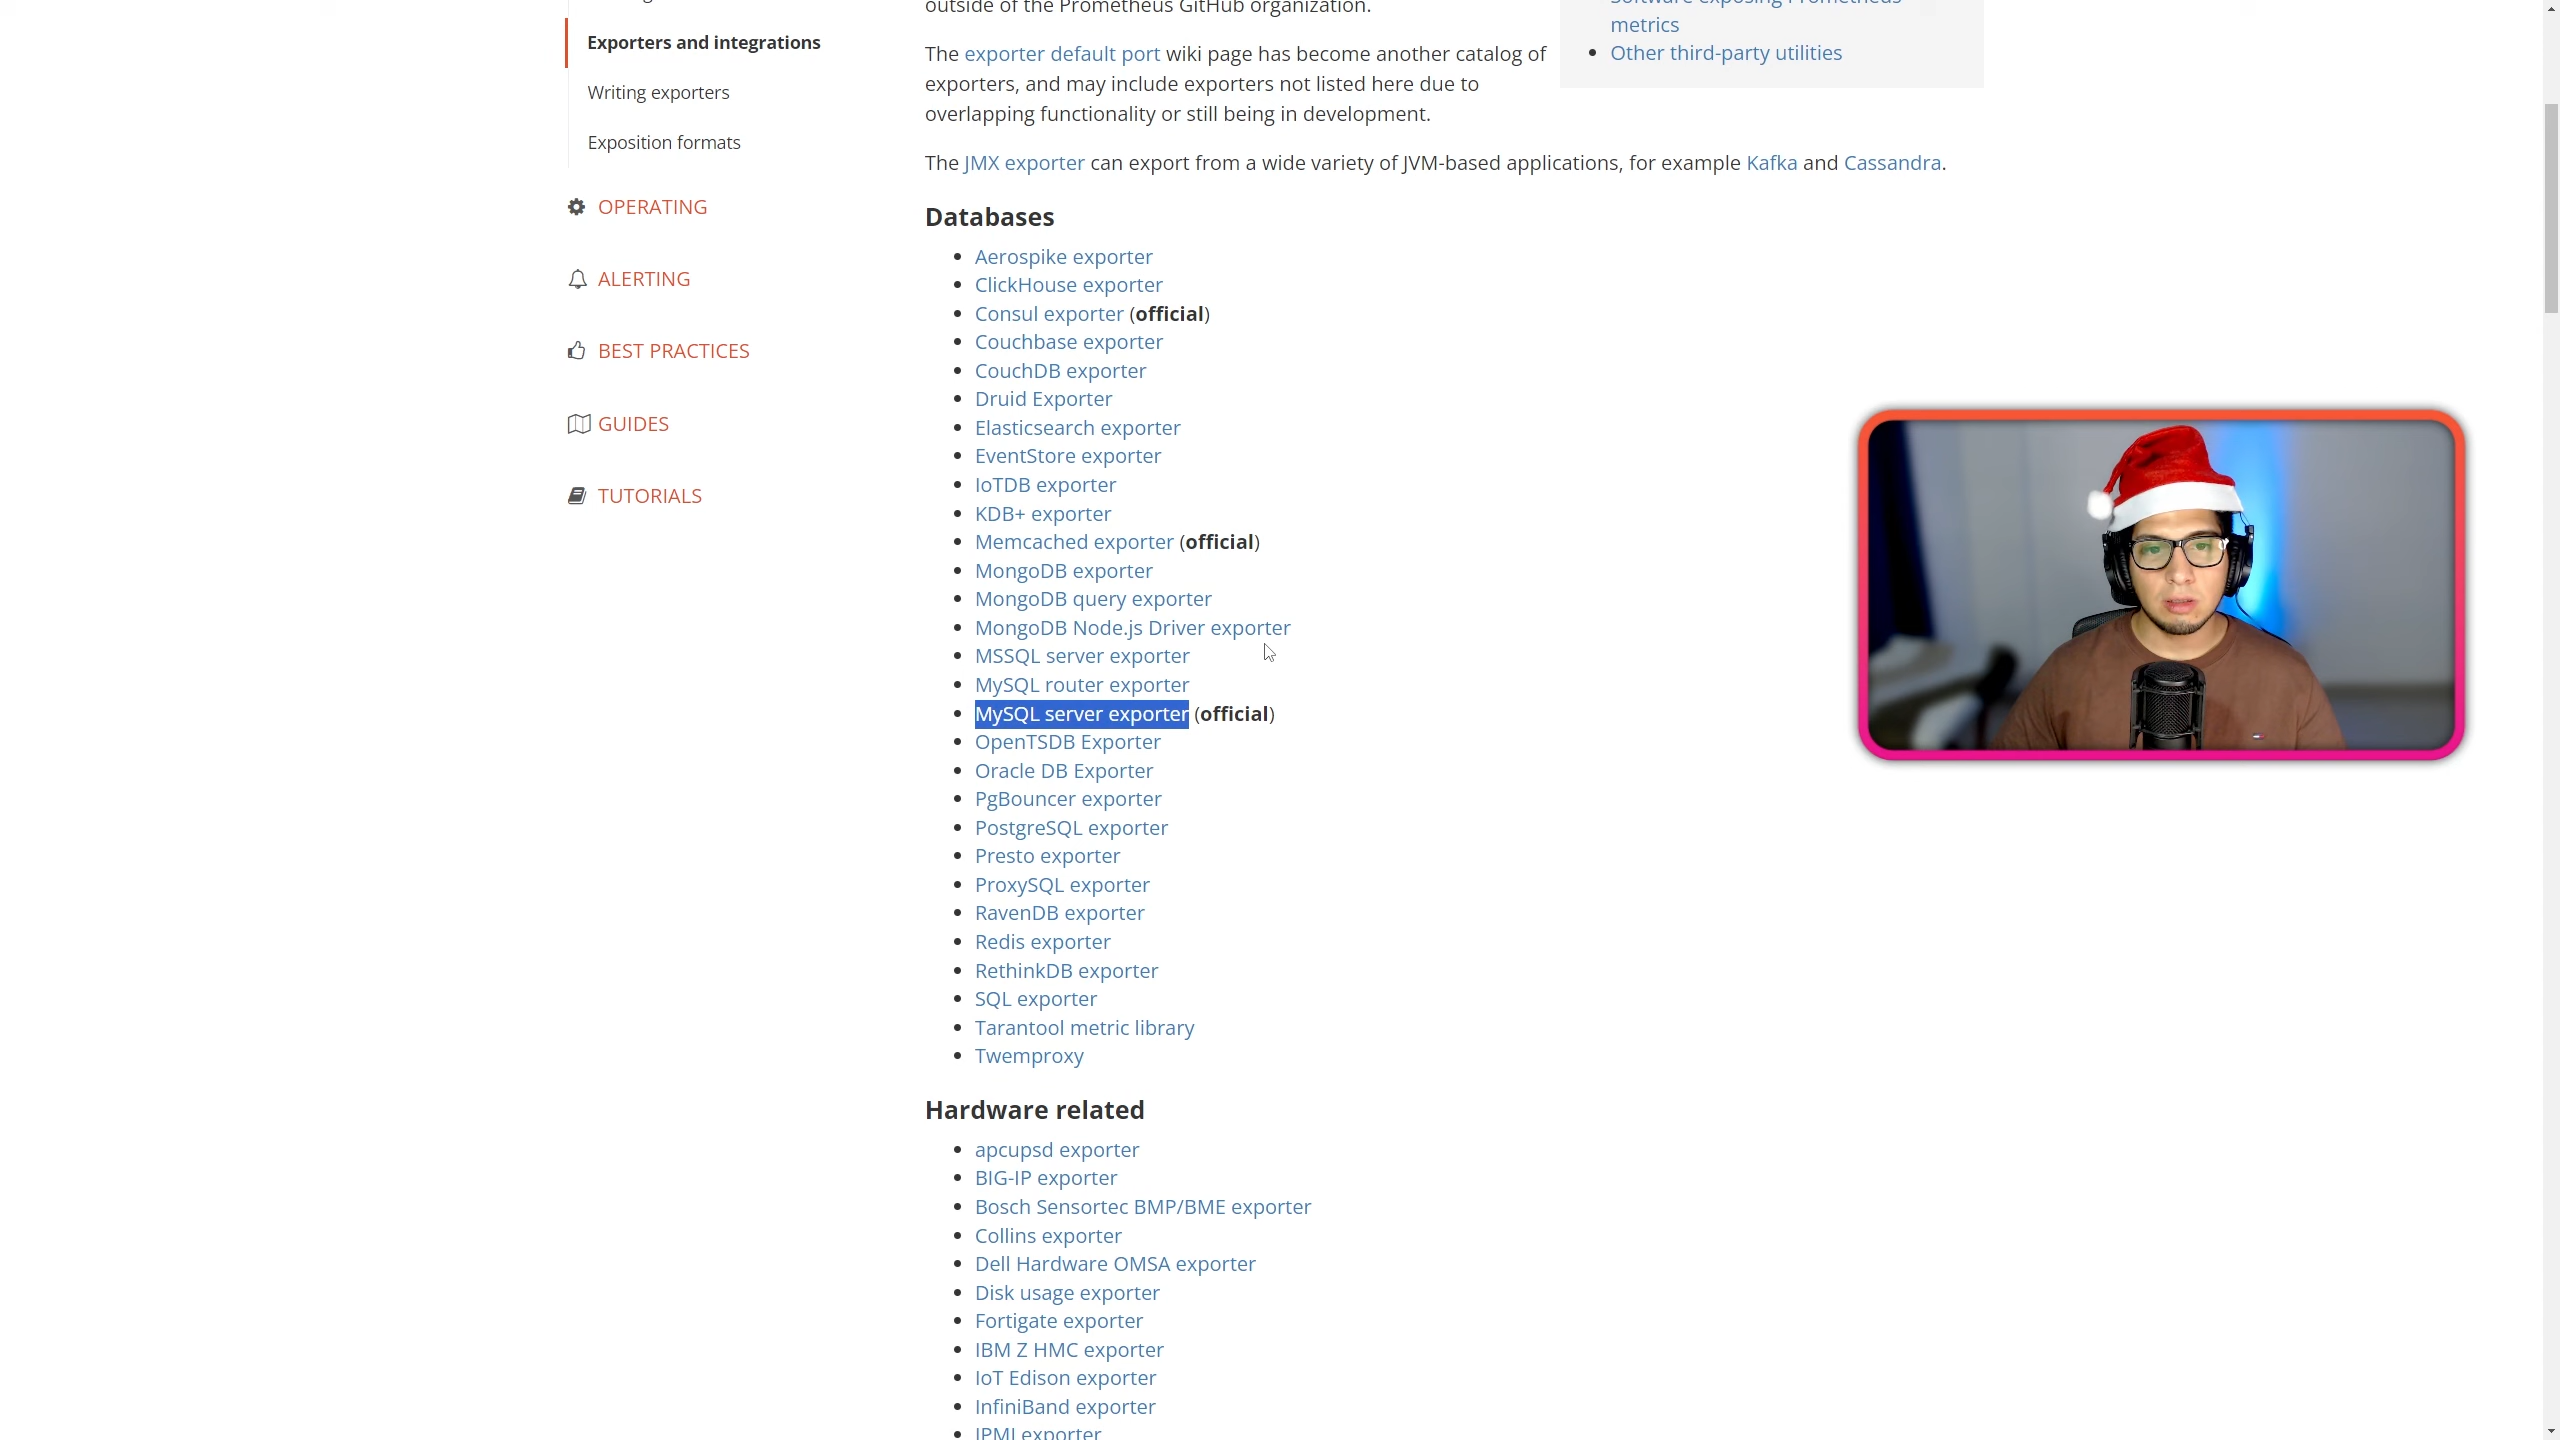 Exporters and integrations
Writing exporters
Exposition formats
OPERATING
ALERTING
BEST PRACTICES
GUIDES
TUTORIALS
outside of the Prometheus GitHub organization.
The exporter default port wiki page has become another catalog of
exporters, and may include exporters not listed here due to
overlapping functionality or still being in development.
Software exposing Prometheus
metrics
Other third-party utilities
The JMX exporter can export from a wide variety of JVM-based applications, for example Kafka and Cassandra.
Databases
Aerospike exporter
ClickHouse exporter
Consul exporter (official)
Couchbase exporter
CouchDB exporter
Druid Exporter
Elasticsearch exporter
EventStore exporter
IoTDB exporter
KDB+ exporter
Memcached exporter (official)
MongoDB exporter
MongoDB query exporter
MongoDB Node.js Driver exporter
MSSQL server exporter
MySQL router exporter
MySQL server exporter (official)
OpenTSDB Exporter
Oracle DB Exporter
PgBouncer exporter
PostgreSQL exporter
Presto exporter
ProxySQL exporter
RavenDB exporter
Redis exporter
RethinkDB exporter
SQL exporter
Tarantool metric library
Twemproxy
Hardware related
apcupsd exporter
BIG-IP exporter
Bosch Sensortec BMP/BME exporter
Collins exporter
Dell Hardware OMSA exporter
Disk usage exporter
Fortigate exporter
IBM Z HMC exporter
IoT Edison exporter
InfiniBand exporter
IPMI exporter